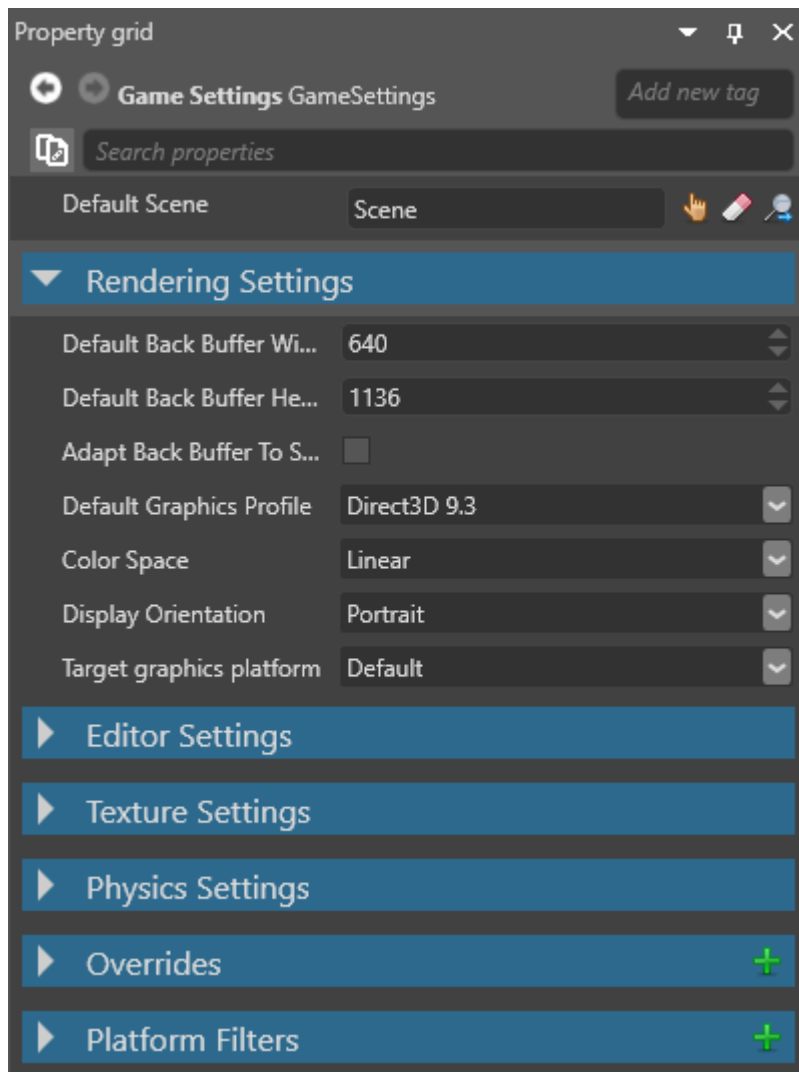 Property grid
Game Settings GameSettings
Add new tag
Search properties
Default Scene Scene
Rendering Settings
Default Back Buffer Wi... 640
Default Back Buffer He... 1136
Adapt Back Buffer To S...
Default Graphics Profile Direct3D 9.3
Color Space Linear
Display Orientation Portrait
Target graphics platform Default
Editor Settings
Texture Settings
Physics Settings
Overrides
Platform Filters